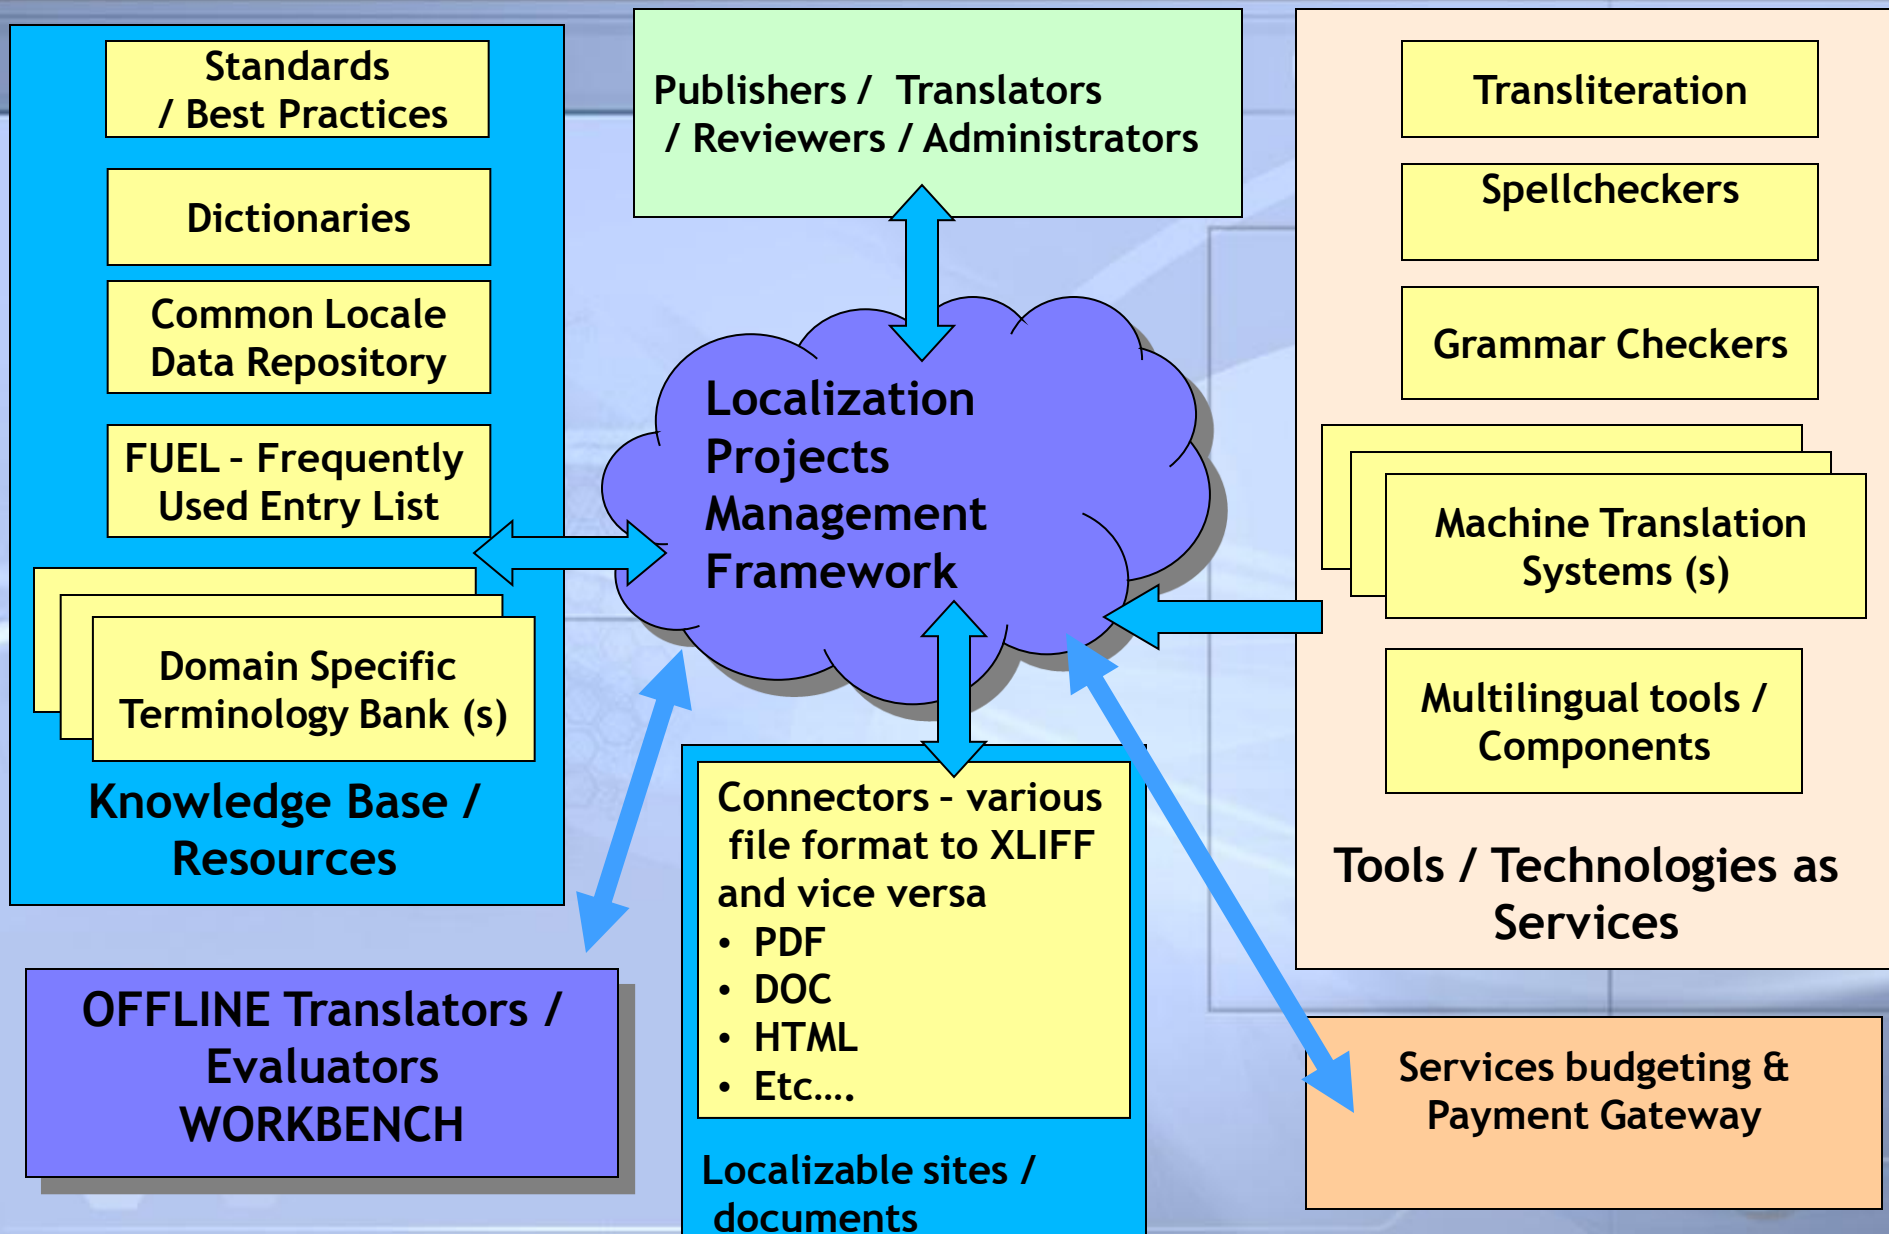 Standards
/ Best Practices
Dictionaries
Common Locale
Data Repository
FUEL – Frequently
Used Entry List
Domain Specific
Terminology Bank (s)
Knowledge Base /
Resources
Publishers / Translators
/ Reviewers / Administrators
Localization
Projects
Management
Framework
Transliteration
Spellcheckers
Grammar Checkers
Machine Translation
Systems (s)
Multilingual tools /
Components
Tools / Technologies as
Services
OFFLINE Translators /
Evaluators
WORKBENCH
Connectors – various
file format to XLIFF
and vice versa
• PDF
• DOC
• HTML
• Etc….
Localizable sites /
documents
Services budgeting &
Payment Gateway